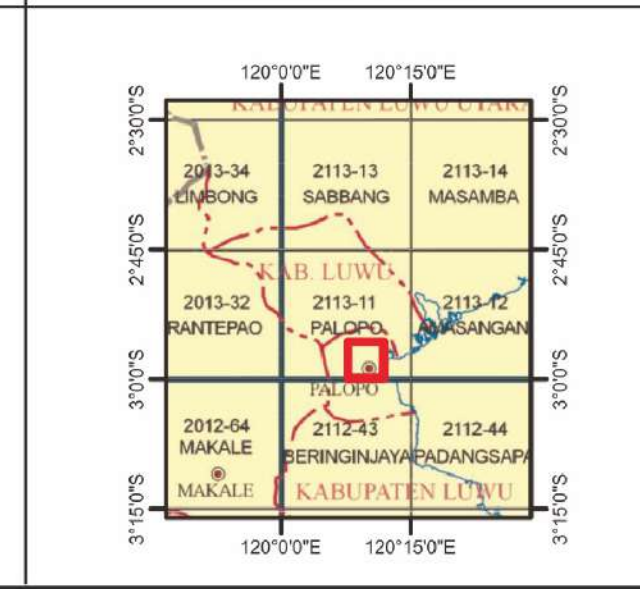 120°0'0"E 120°15'0"E
KABUPATEN LUWU UTARA
2°30'0"S 2°30'0"S
2013-34 2113-13 2113-14
LIMBONG SABBANG MASAMBA
2°45'0"S 2°45'0"S
KAB. LUWU
2013-32 2113-11 2113-12
RANTEPAO PALOPO
3°0'0"S 3°0'0"S
PALOPO
2012-64 2112-43 2112-44
MAKALE BERINGINJAYA PADANGSAPA
MAKALE KABUPATEN LUWU
3°15'0"S 3°15'0"S
120°0'0"E 120°15'0"E